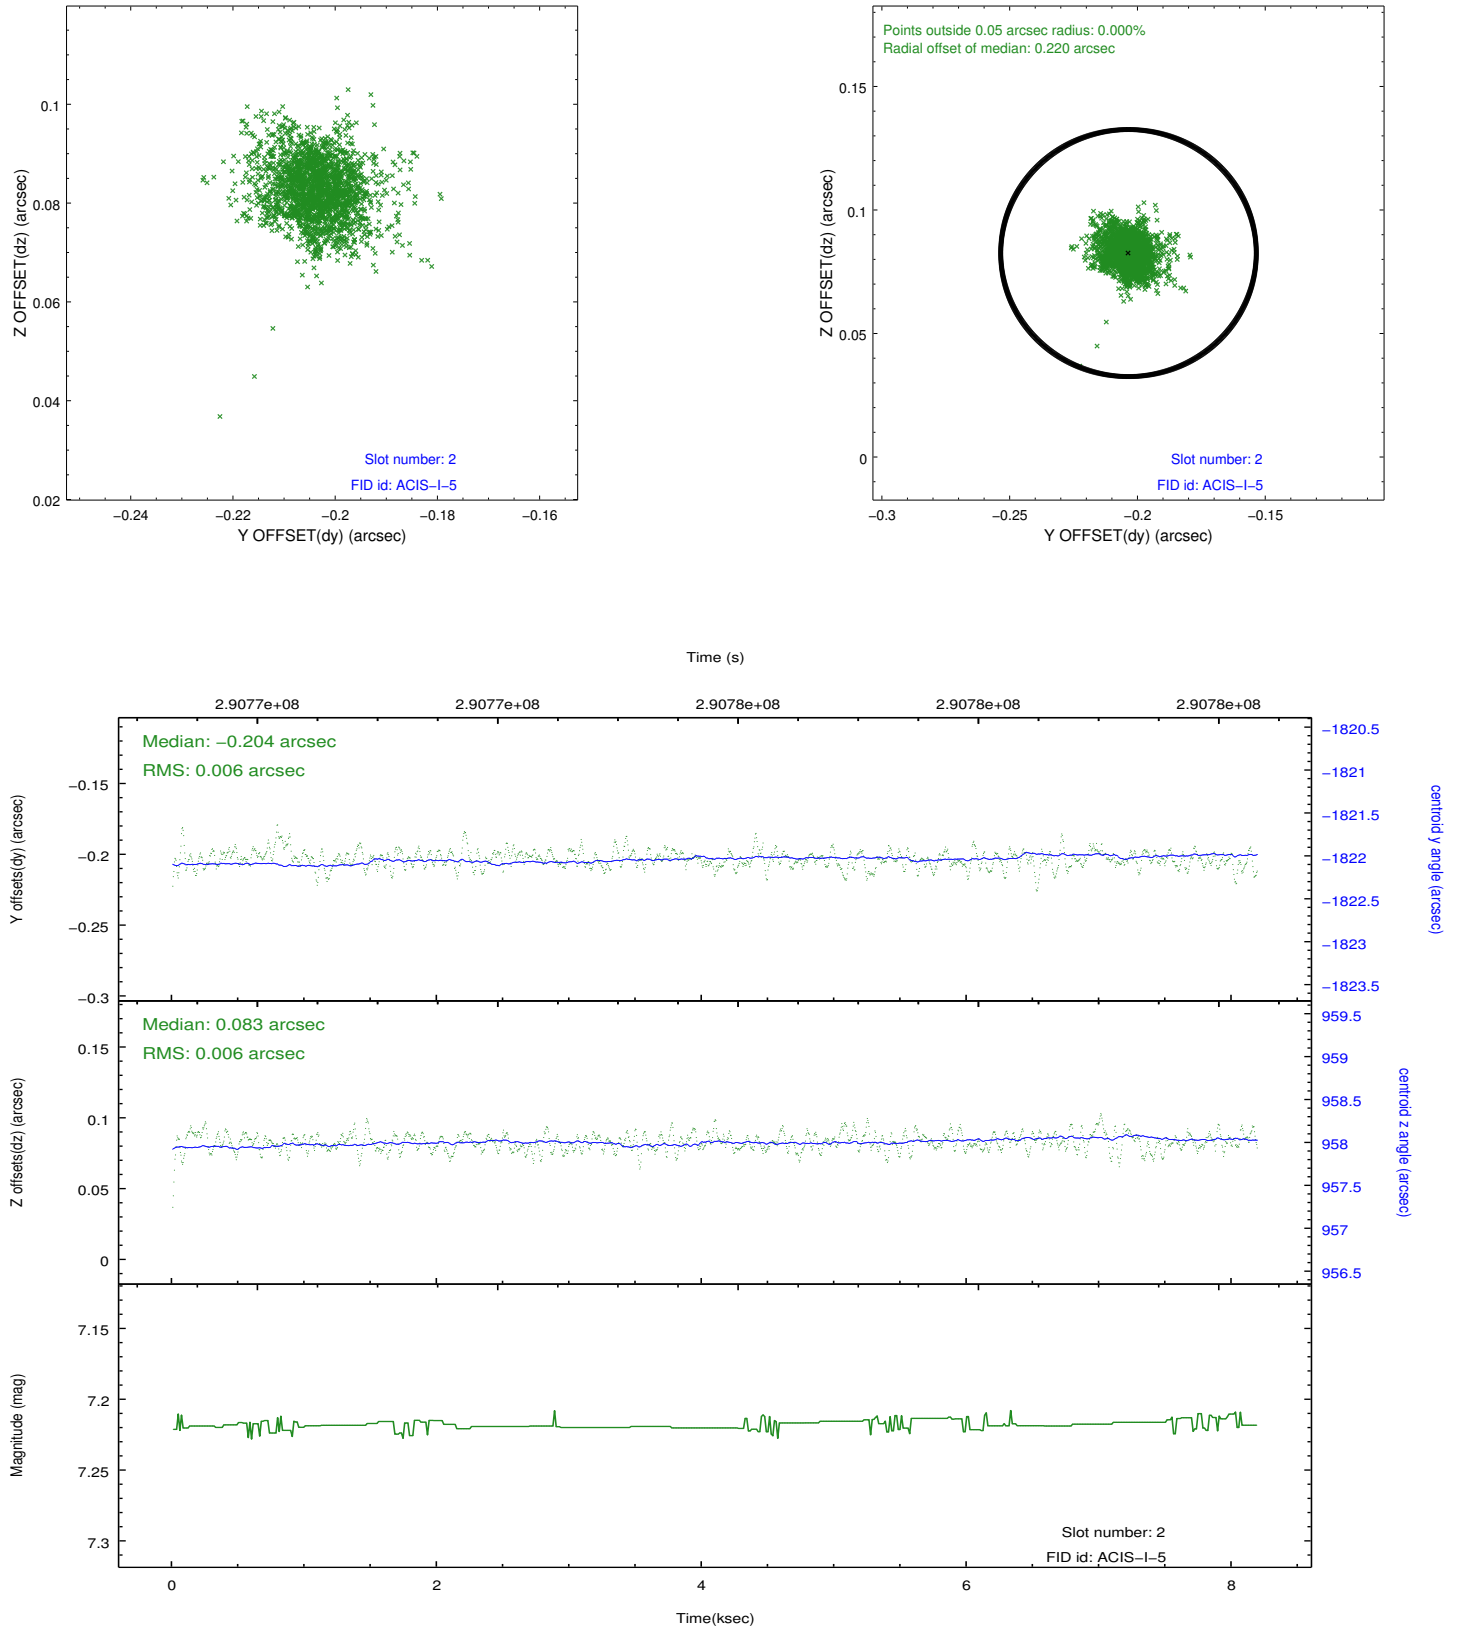 0.1
0.08
0.06
0.04
0.02
Z OFFSET(dz) (arcsec)
Slot number: 2
FID id: ACIS−I−5
−0.24 −0.22 −0.2 −0.18 −0.16
Y OFFSET(dy) (arcsec)
Points outside 0.05 arcsec radius: 0.000%
Radial offset of median: 0.220 arcsec
0.15
0.1
0.05
0
Z OFFSET(dz) (arcsec)
Slot number: 2
FID id: ACIS−I−5
−0.3 −0.25 −0.2 −0.15
Y OFFSET(dy) (arcsec)
Time (s)
2.9077e+08 2.9077e+08 2.9078e+08 2.9078e+08 2.9078e+08
Median: −0.204 arcsec
RMS: 0.006 arcsec
−0.15
−0.2
−0.25
−0.3
Y offsets(dy) (arcsec)
−1820.5
−1821
−1821.5
−1822
−1822.5
−1823
−1823.5
centroid y angle (arcsec)
Median: 0.083 arcsec
RMS: 0.006 arcsec
0.15
0.1
0.05
0
Z offsets(dz) (arcsec)
959.5
959
958.5
958
957.5
957
956.5
centroid z angle (arcsec)
7.15
7.2
7.25
7.3
Magnitude (mag)
Slot number: 2
FID id: ACIS−I−5
0 2 4 6 8
Time(ksec)